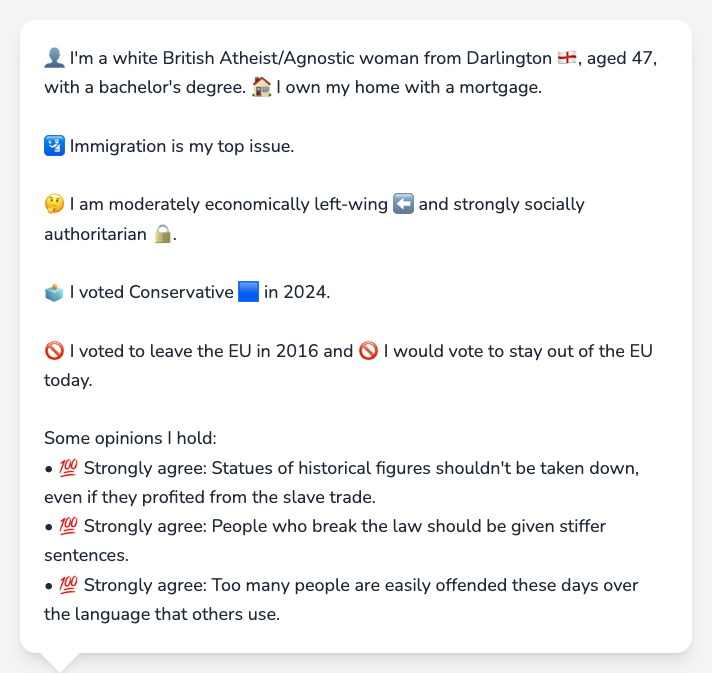 👤 I'm a white British Atheist/Agnostic woman from Darlington 🏴󠁧󠁢󠁥󠁮󠁧󠁿, aged 47,
with a bachelor's degree. 🏠 I own my home with a mortgage.
🛂 Immigration is my top issue.
🤔 I am moderately economically left-wing ⬅️ and strongly socially
authoritarian 🔒.
🗳️ I voted Conservative 🟦 in 2024.
🚫 I voted to leave the EU in 2016 and 🚫 I would vote to stay out of the EU
today.
Some opinions I hold:
• 💯 Strongly agree: Statues of historical figures shouldn't be taken down,
even if they profited from the slave trade.
• 💯 Strongly agree: People who break the law should be given stiffer
sentences.
• 💯 Strongly agree: Too many people are easily offended these days over
the language that others use.